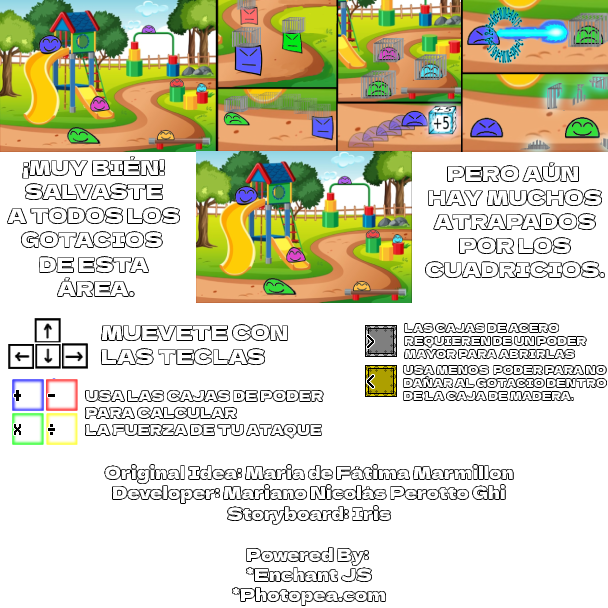 +5
¡MUY BIÉN!
SALVASTE
A TODOS LOS
GOTACIOS
DE ESTA
ÁREA.
PERO AÚN
HAY MUCHOS
ATRAPADOS
POR LOS
CUADRICIOS.
↑
← ↓ →
MUEVETE CON
LAS TECLAS
+ -
x ÷
USA LAS CAJAS DE PODER
PARA CALCULAR
LA FUERZA DE TU ATAQUE
>
LAS CAJAS DE ACERO
REQUIEREN DE UN PODER
MAYOR PARA ABRIRLAS
<
USA MENOS PODER PARA NO
DAÑAR AL GOTACIO DENTRO
DE LA CAJA DE MADERA.
Original Idea: Maria de Fátima Marmillon
Developer: Mariano Nicolás Perotto Ghi
Storyboard: Iris
Powered By:
*Enchant JS
*Photopea.com